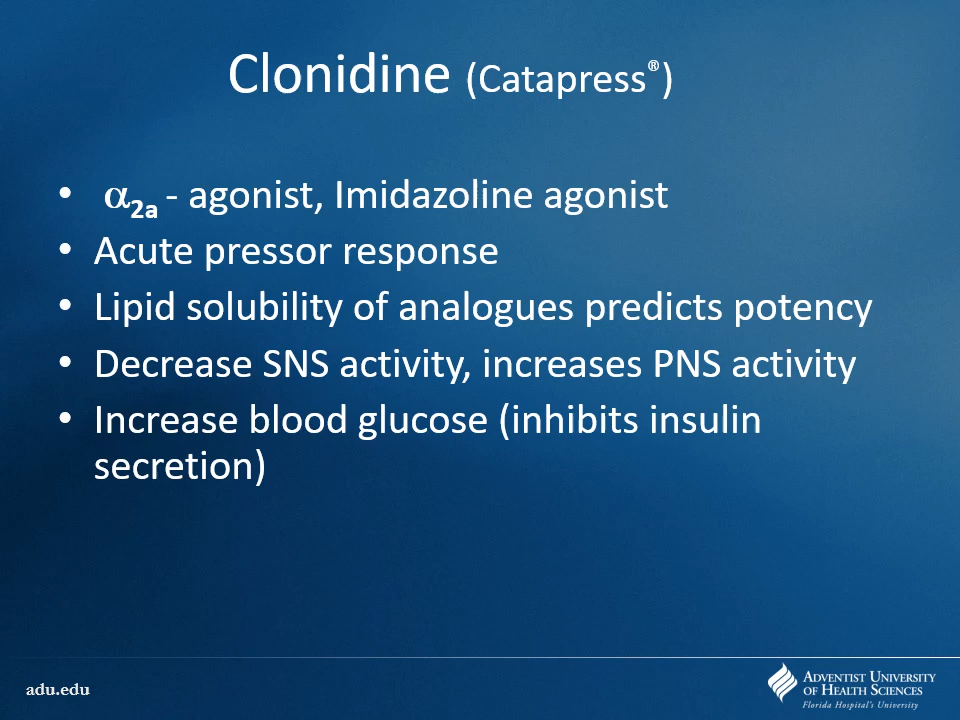 Clonidine (Catapress®)
• α2a - agonist, Imidazoline agonist
• Acute pressor response
• Lipid solubility of analogues predicts potency
• Decrease SNS activity, increases PNS activity
• Increase blood glucose (inhibits insulin
secretion)
adu.edu
ADVENTIST UNIVERSITY
OF HEALTH SCIENCES
Florida Hospital's University